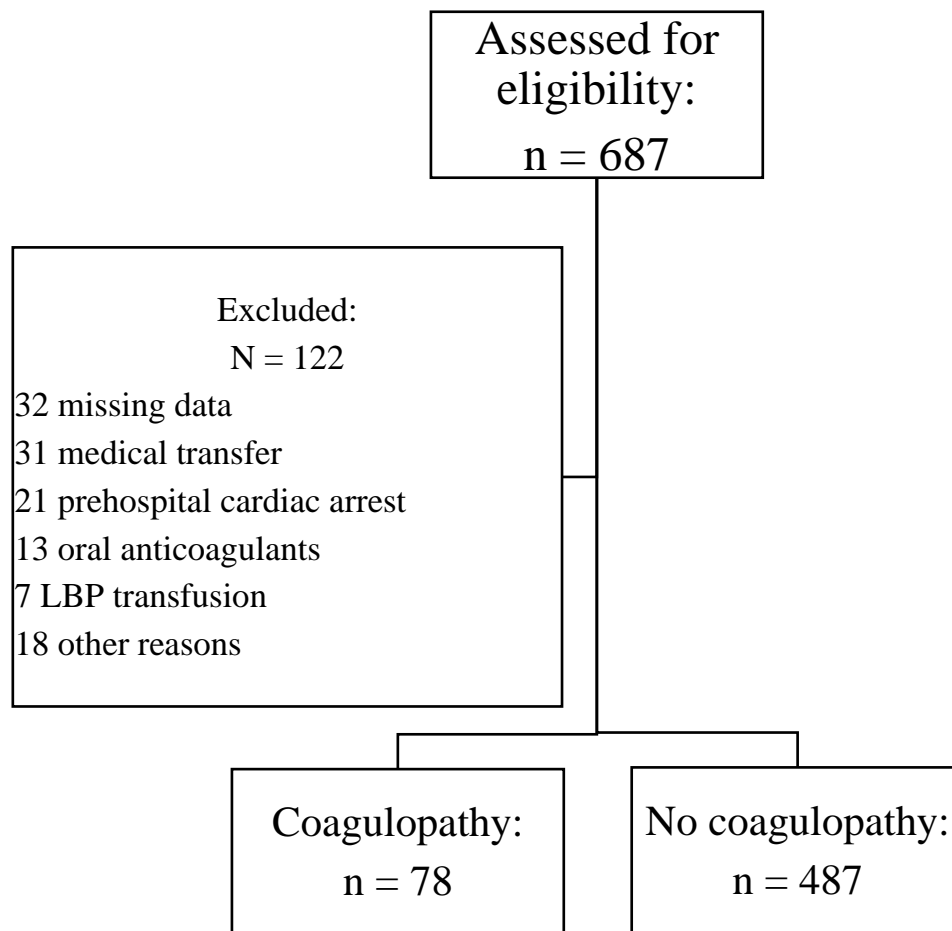 Assessed for
eligibility:
n = 687
Excluded:
N = 122
32 missing data
31 medical transfer
21 prehospital cardiac arrest
13 oral anticoagulants
7 LBP transfusion
18 other reasons
Coagulopathy:
n = 78
No coagulopathy:
n = 487